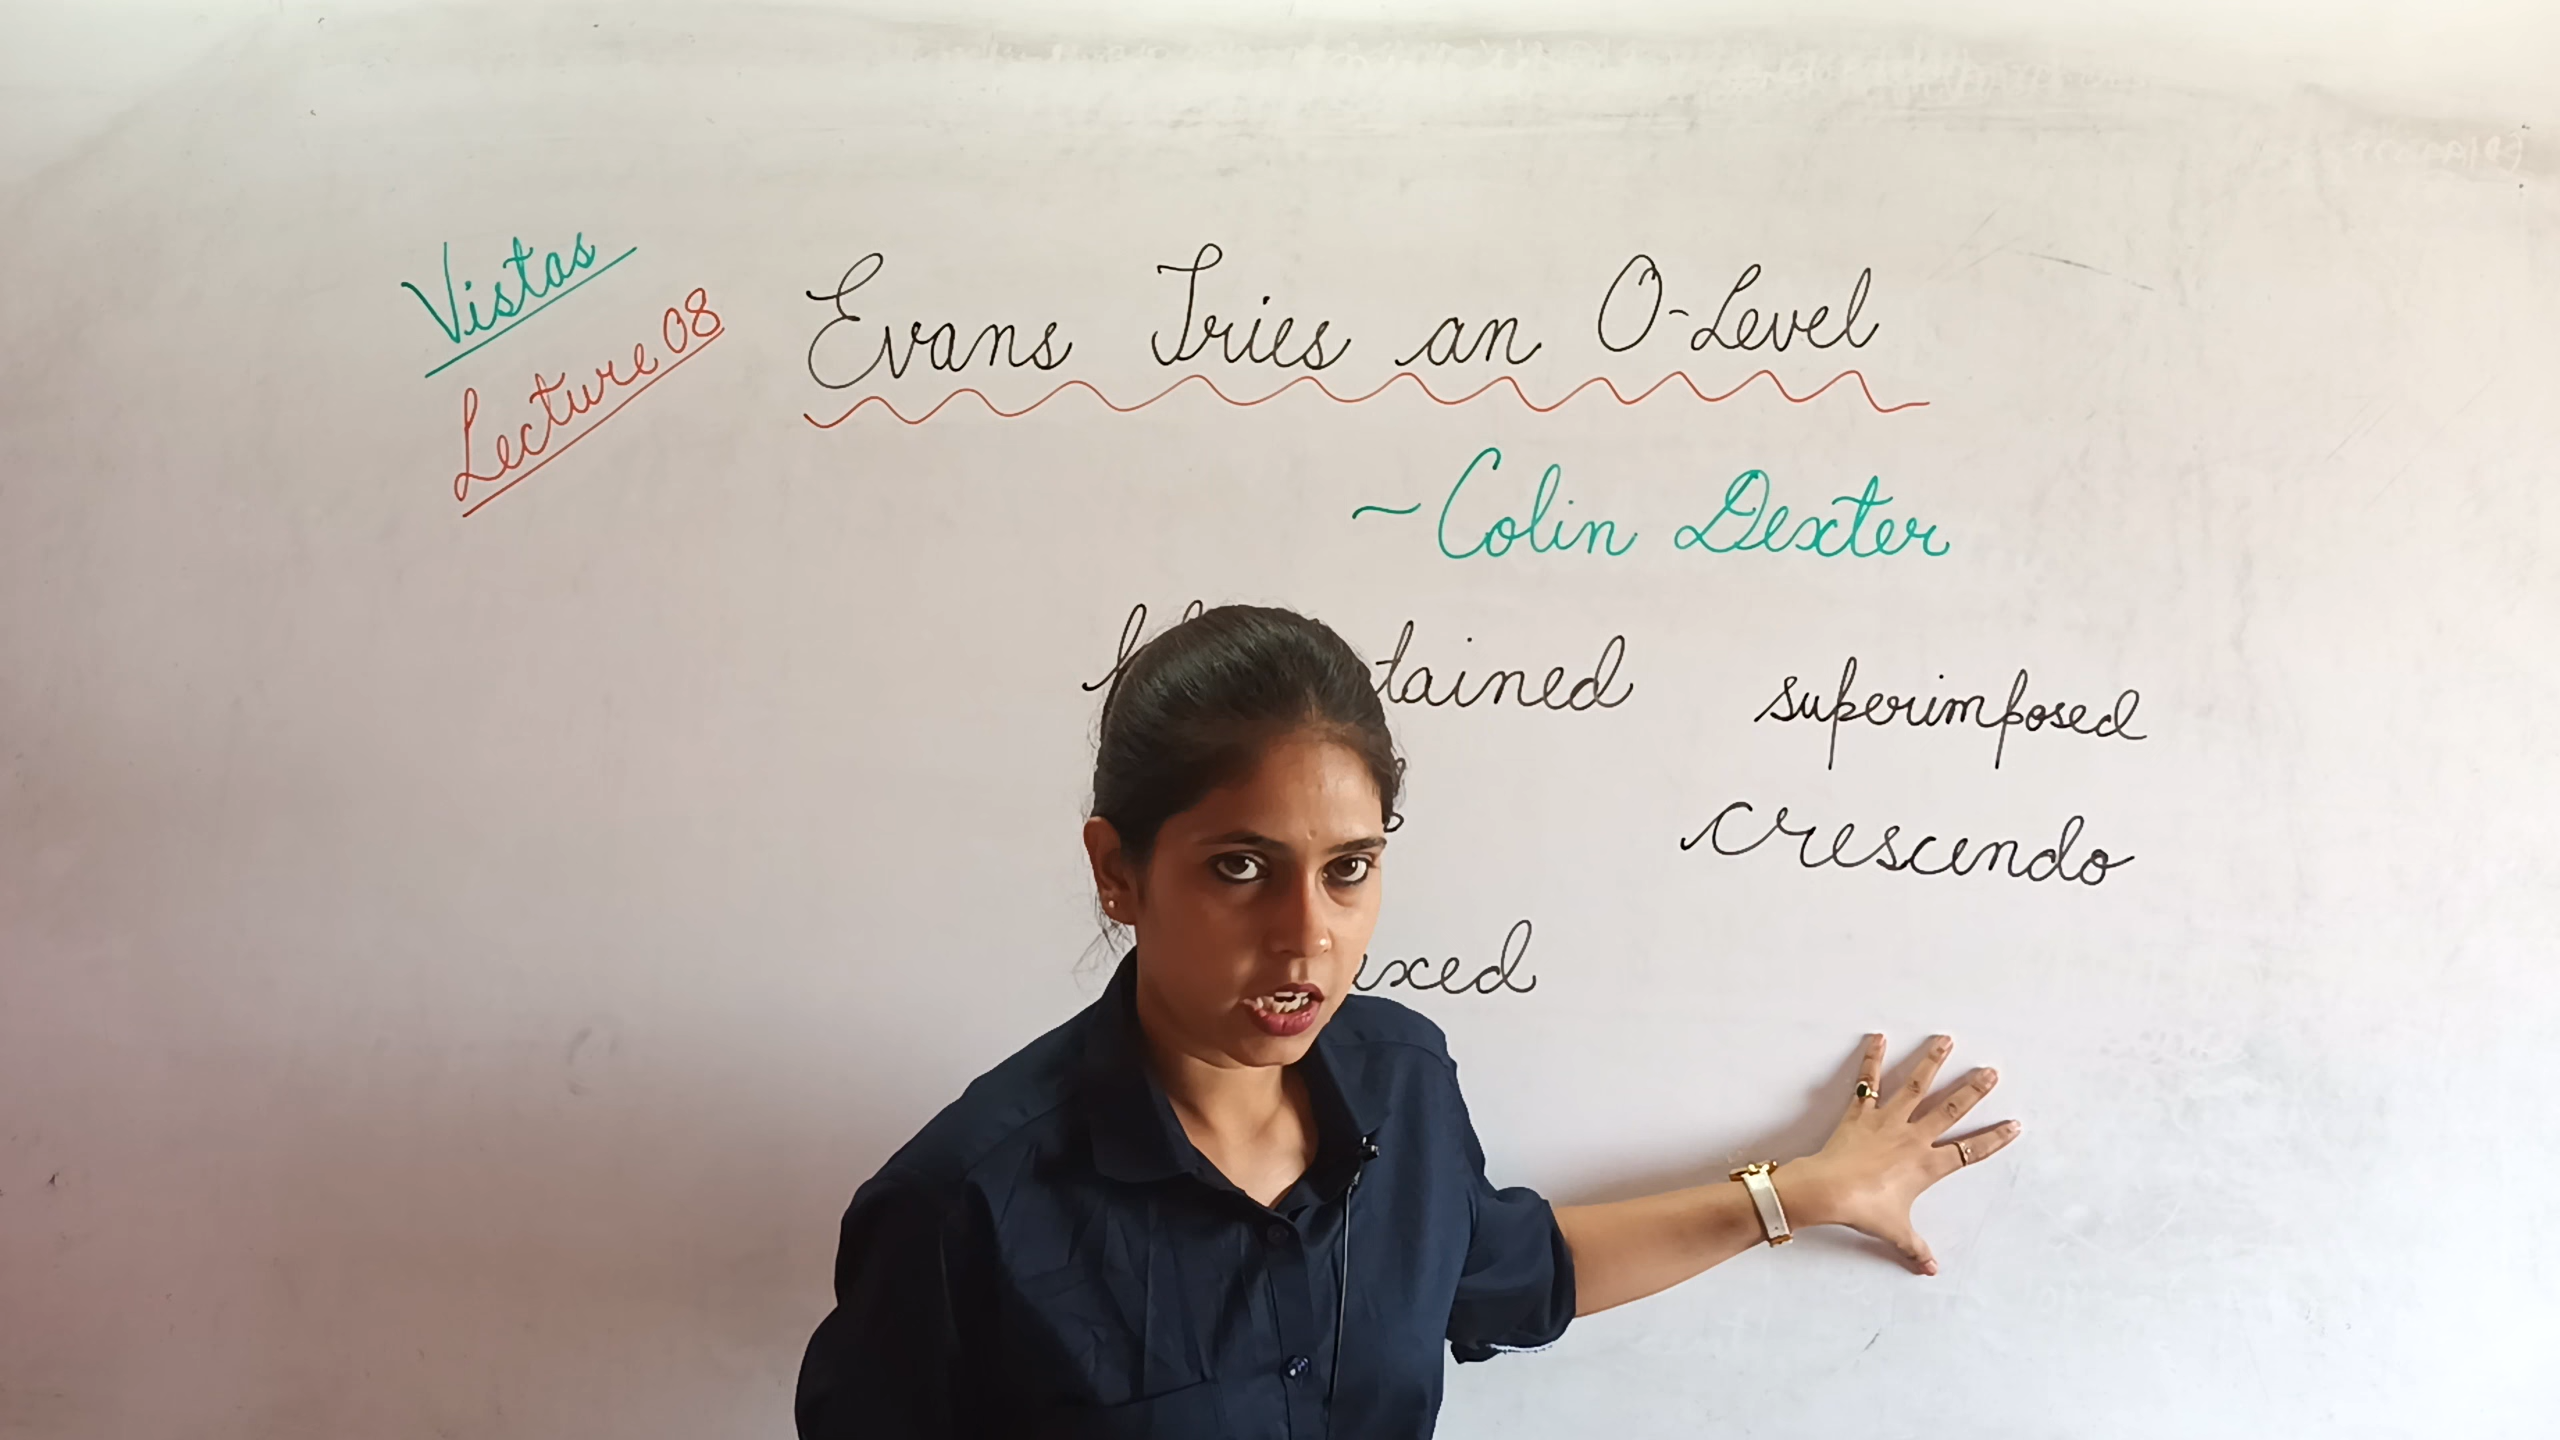 Vistas
Lecture 08
Evans Tries an O-Level
~ Colin Dexter
superimposed
crescendo